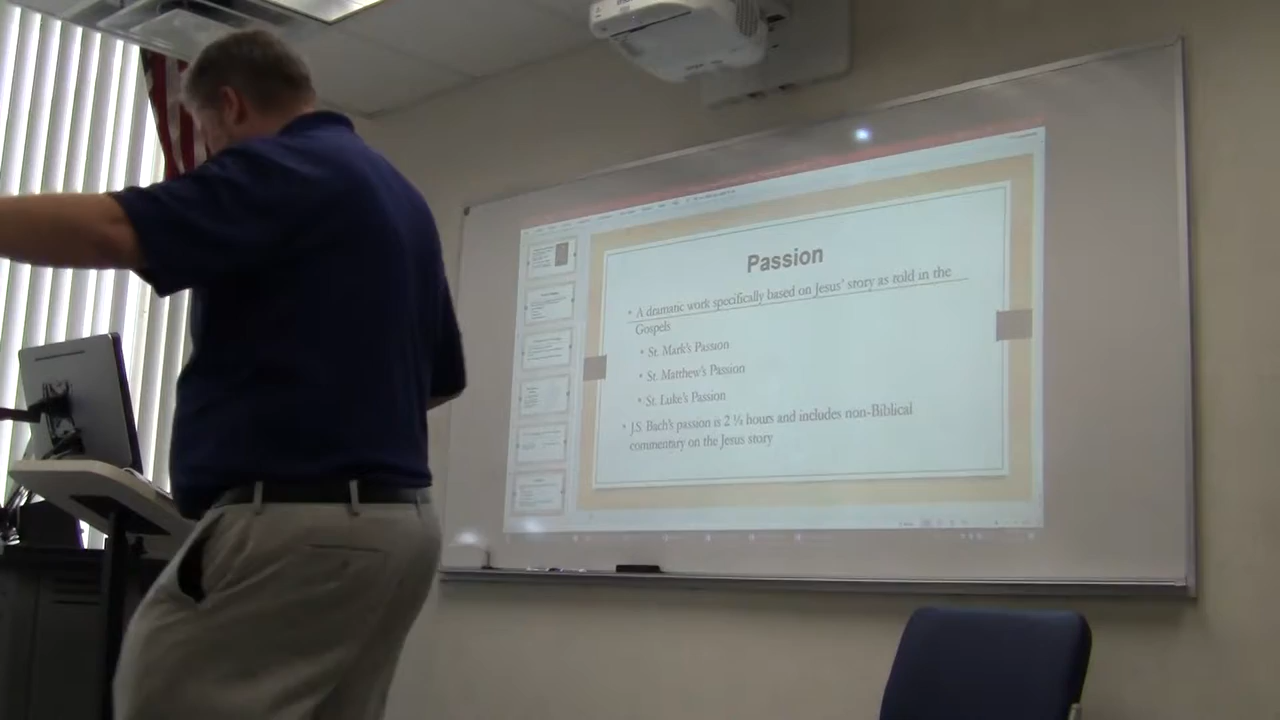 Passion
• A dramatic work specifically based on Jesus' story as told in the
Gospels
• St. Mark's Passion
• St. Matthew's Passion
• St. Luke's Passion
• J.S. Bach's passion is 2 ½ hours and includes non-Biblical
commentary on the Jesus story